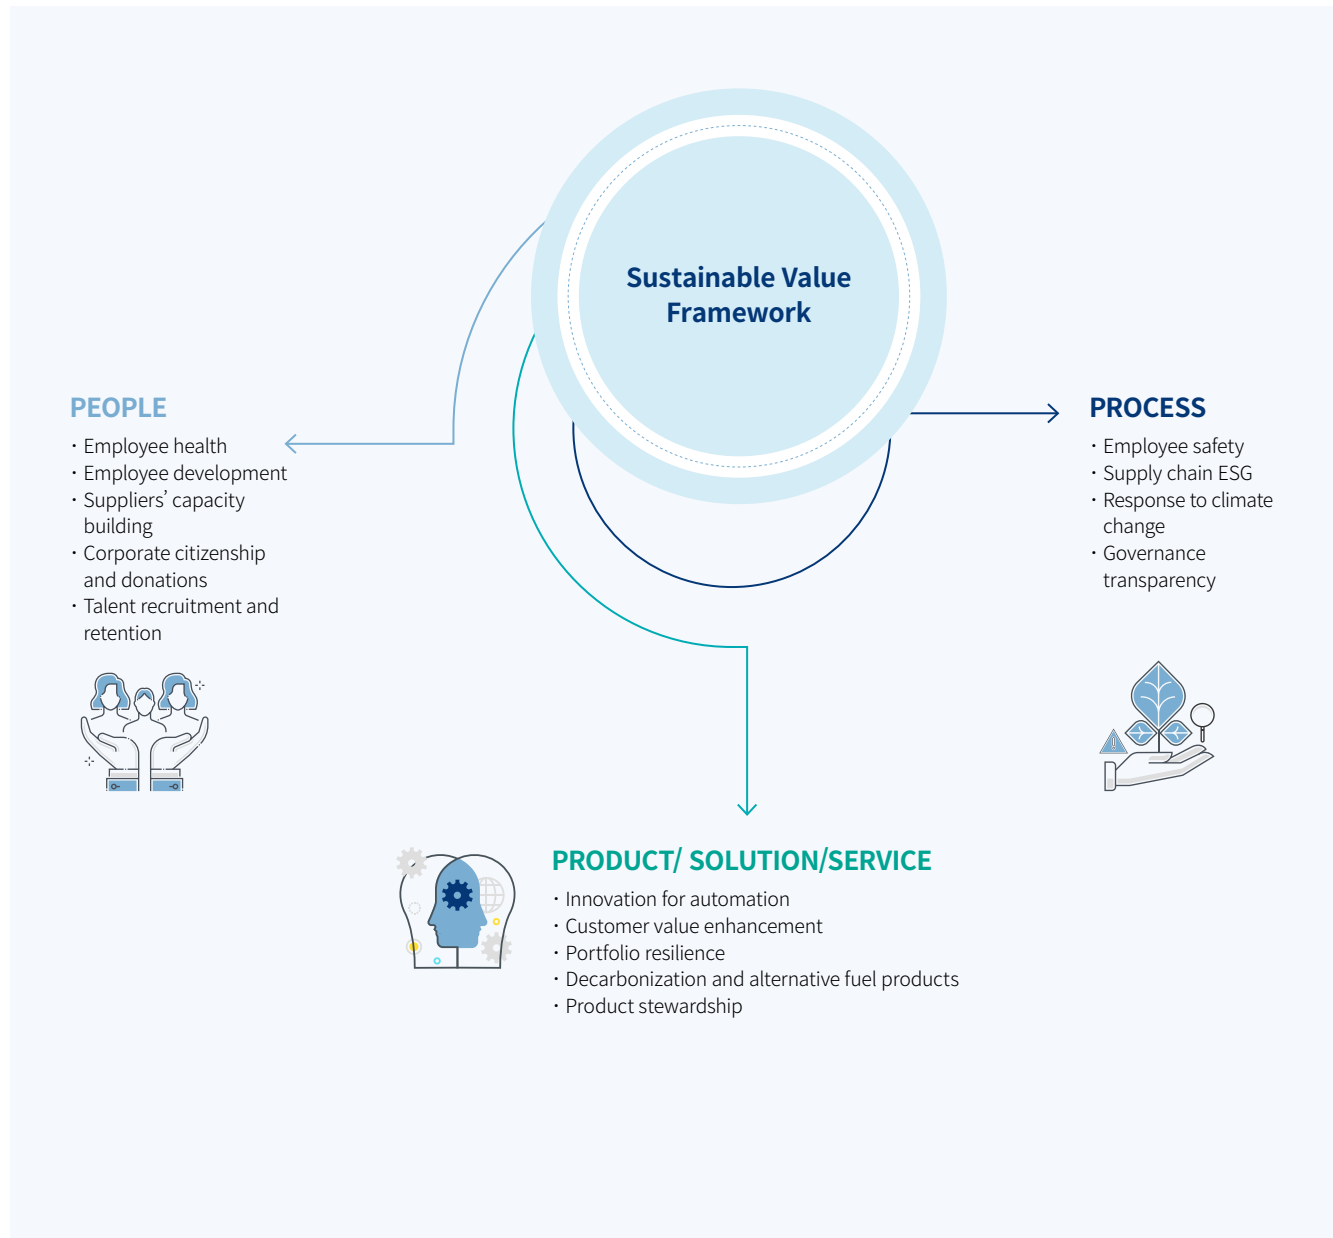 Sustainable Value
Framework
PEOPLE
· Employee health
· Employee development
· Suppliers’ capacity
building
· Corporate citizenship
and donations
· Talent recruitment and
retention
PROCESS
· Employee safety
· Supply chain ESG
· Response to climate
change
· Governance
transparency
PRODUCT/ SOLUTION/SERVICE
· Innovation for automation
· Customer value enhancement
· Portfolio resilience
· Decarbonization and alternative fuel products
· Product stewardship